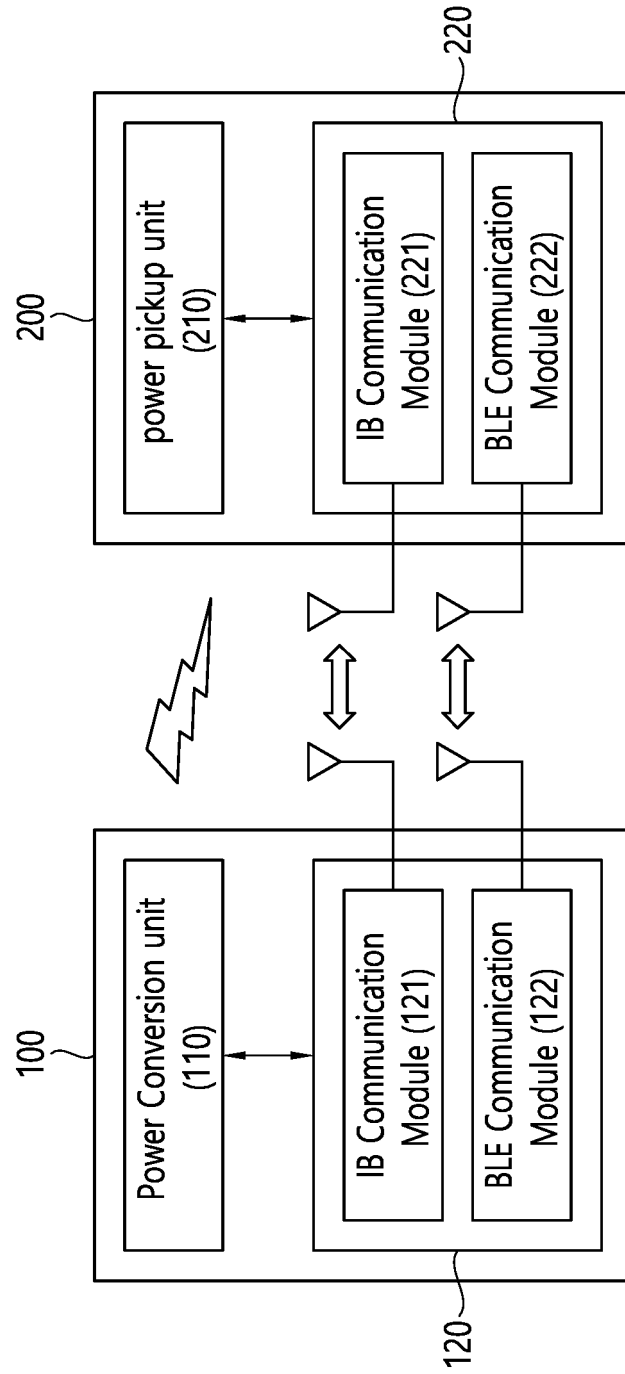 100
Power Conversion unit
(110)
IB Communication
Module (121)
BLE Communication
Module (122)
120
200
power pickup unit
(210)
IB Communication
Module (221)
BLE Communication
Module (222)
220